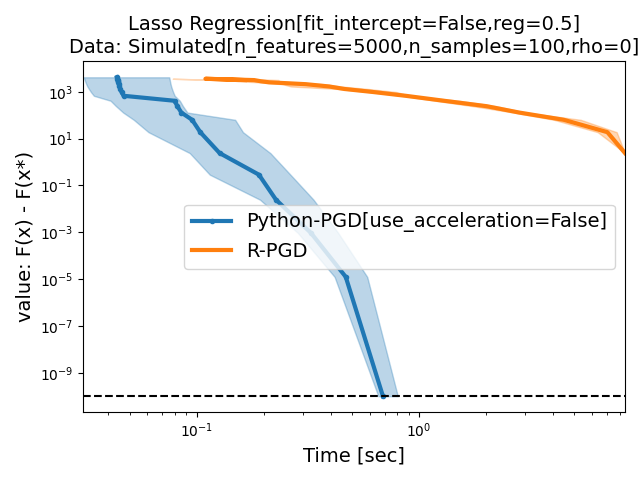 Lasso Regression[fit_intercept=False,reg=0.5]
Data: Simulated[n_features=5000,n_samples=100,rho=0]
value: F(x) - F(x*)
10³
10¹
10⁻¹
10⁻³
10⁻⁵
10⁻⁷
10⁻⁹
Python-PGD[use_acceleration=False]
R-PGD
10⁻¹ 10⁰
Time [sec]